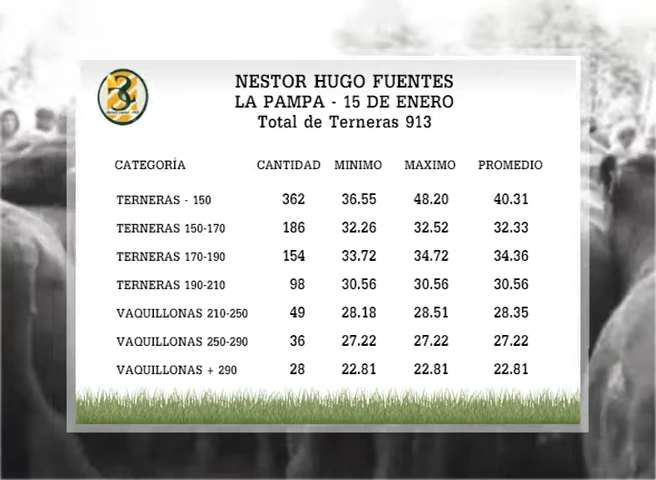 NESTOR HUGO FUENTES
LA PAMPA - 15 DE ENERO
Total de Terneras 913
CATEGORÍA CANTIDAD MINIMO MAXIMO PROMEDIO
TERNERAS - 150 362 36.55 48.20 40.31
TERNERAS 150-170 186 32.26 32.52 32.33
TERNERAS 170-190 154 33.72 34.72 34.36
TERNERAS 190-210 98 30.56 30.56 30.56
VAQUILLONAS 210-250 49 28.18 28.51 28.35
VAQUILLONAS 250-290 36 27.22 27.22 27.22
VAQUILLONAS + 290 28 22.81 22.81 22.81